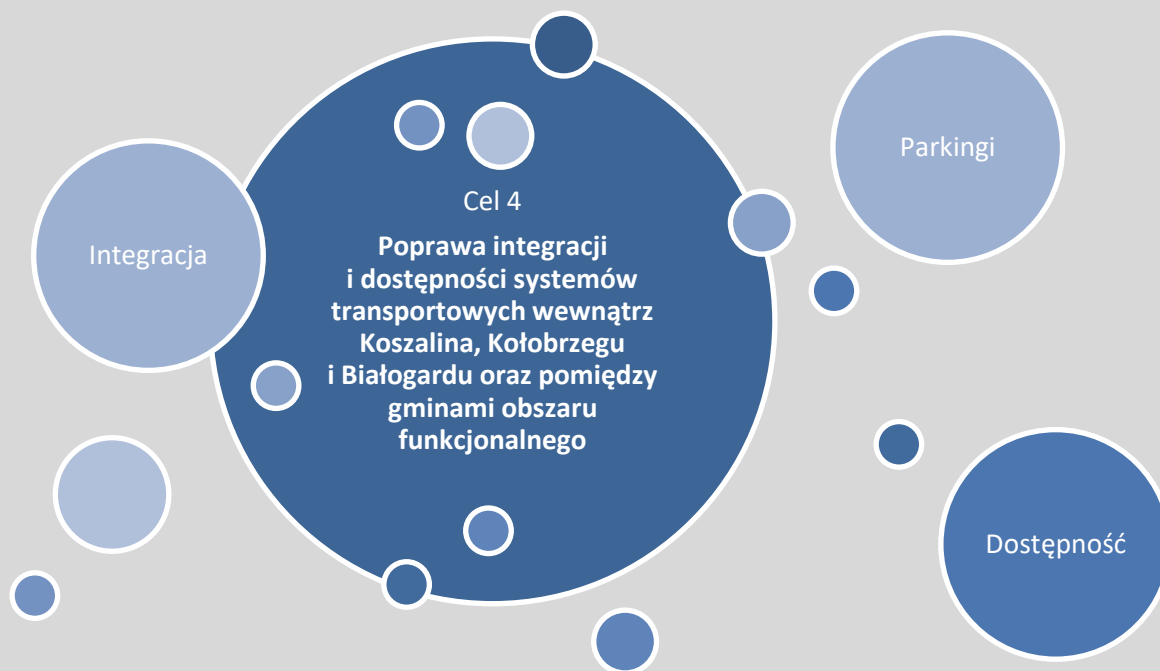 Cel 4
Poprawa integracji
i dostępności systemów
transportowych wewnątrz
Koszalina, Kołobrzegu
i Białogardu oraz pomiędzy
gminami obszaru
funkcjonalnego
Integracja
Parkingi
Dostępność